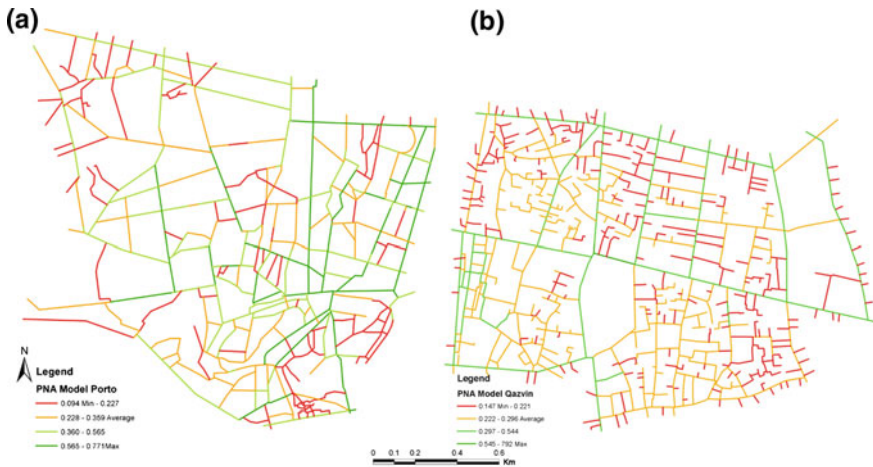 (a)
N
Legend
PNA Model Porto
0.094 Min - 0.227
0.228 - 0.359 Average
0.360 - 0.565
0.565 - 0.771Max
(b)
Legend
PNA Model Qazvin
0.147 Min - 0.221
0.222 - 0.296 Average
0.297 - 0.544
0.545 - 792 Max
0 0.1 0.2 0.4 0.6
Km